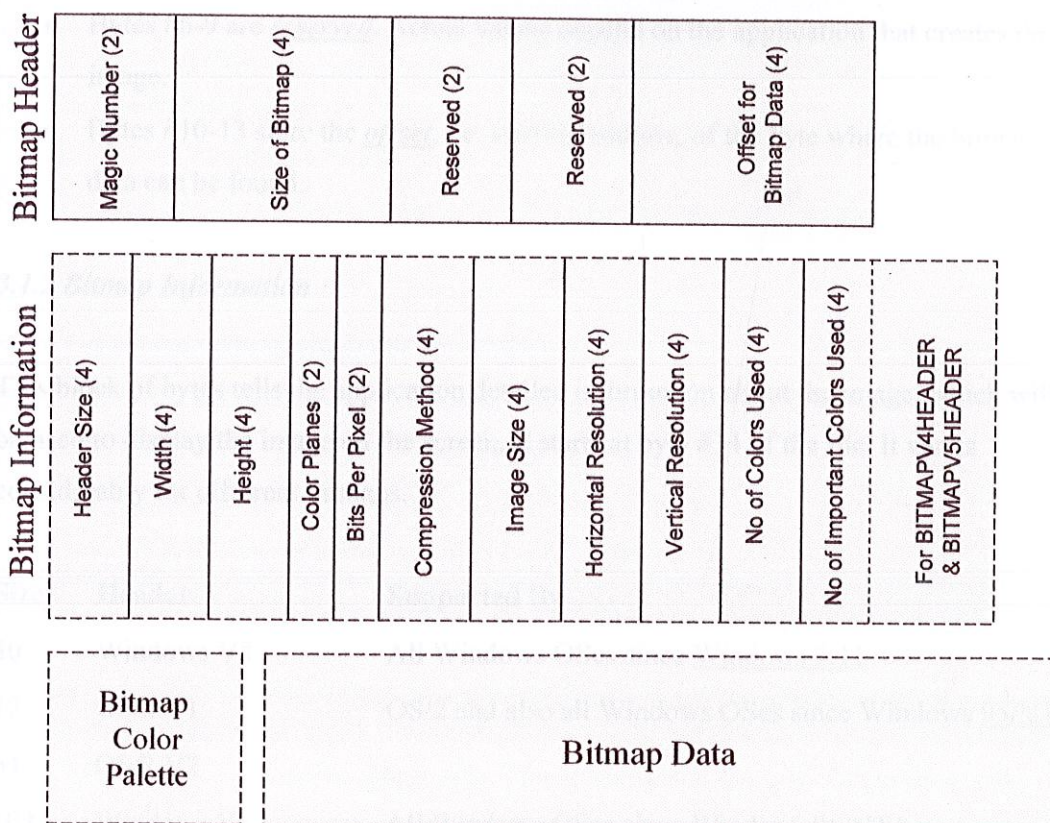 Bitmap Header
Magic Number (2)
Size of Bitmap (4)
Reserved (2)
Reserved (2)
Offset for
Bitmap Data (4)
Bitmap Information
Header Size(4)
Width(4)
Height(4)
Color Planes (2)
Bits Per Pixel (2)
Compression Method (4)
Image Size (4)
Horizontal Resolution (4)
Vertical Resolution (4)
No of Colors Used (4)
No of Important Colors Used (4)
For BITMAPV4HEADER
& BITMAPV5HEADER
Bitmap
Color
Palette
Bitmap Data